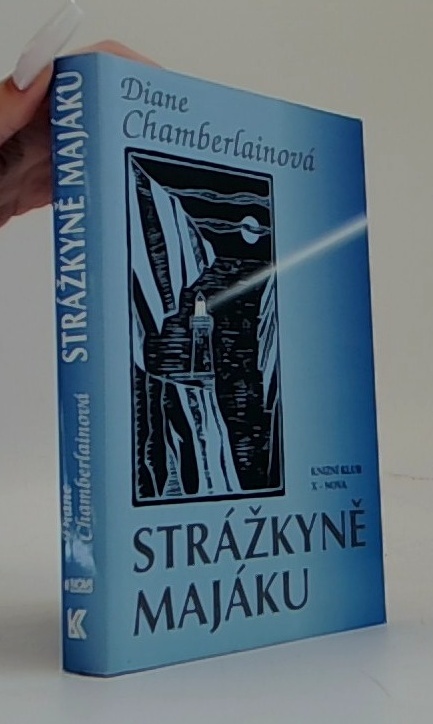 Diane
Chamberlainová
KNIŽNÍ KLUB
X - NOVA
STRÁŽKYNĚ
MAJÁKU
STRÁŽKYNĚ MAJÁKU
Diane
Chamberlainová
K